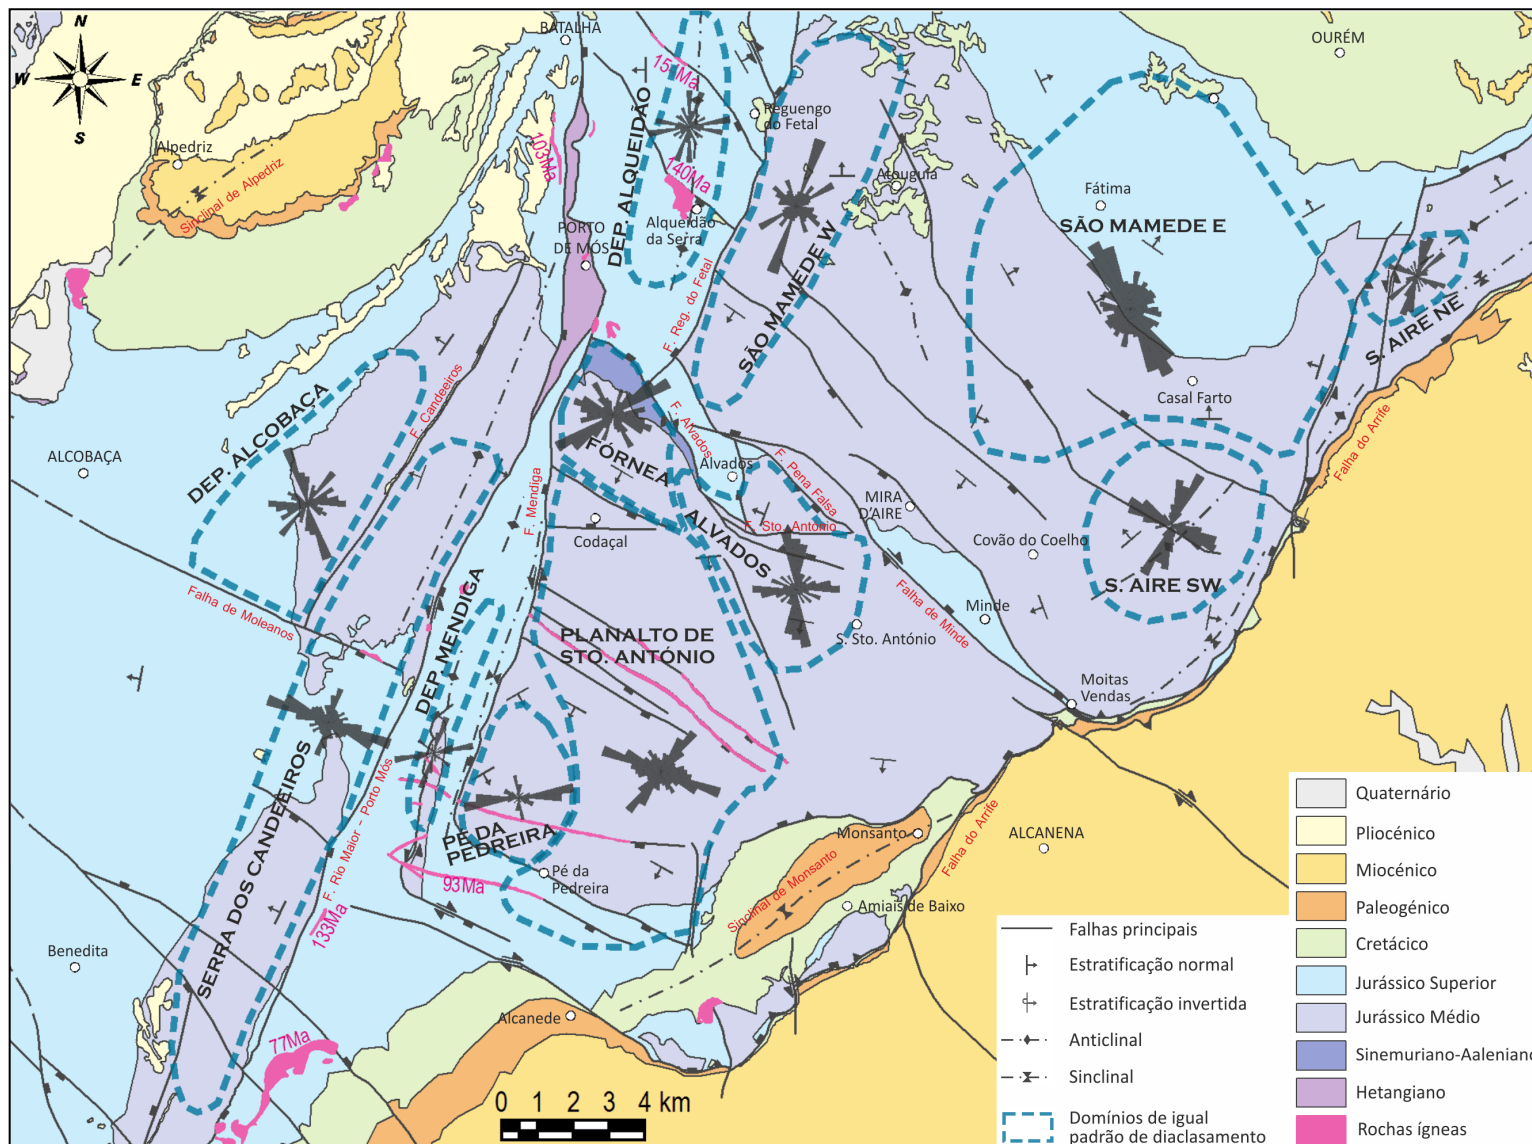 N
W
E
S
BATALHA
OURÉM
Alpedriz
Sinclinal de Alpedriz
103Ma
151Ma
140Ma
DEP. ALQUEIDÃO
Reguengo
do Fetal
Atouguia
Fátima
SÃO MAMEDE E
Alqueidão
da Serra
PORTO
DE MÓS
F. Reg. do Fetal
SÃO MAMEDE W
S. AIRE NE
Casal Farto
Falha do Arrife
DEP. ALCOBAÇA
F. Candeeiros
ALCOBAÇA
F. Mendiga
FÓRNEA
F. Alvados
Alvados
F. Pena Falsa
MIRA
D'AIRE
F. Sto. António
ALVADOS
Codaçal
Covão do Coelho
S. AIRE SW
Falha de Moleanos
DEP. MENDIGA
PLANALTO DE
STO. ANTÓNIO
S. Sto. António
Falha de Minde
Minde
Moitas
Vendas
SERRA DOS CANDEEIROS
F. Rio Maior - Porto Mós
133Ma
PÉ DA
PEDREIRA
93Ma
Pé da
Pedreira
Monsanto
Sinclinal de Monsanto
Falha do Arrife
ALCANENA
Amiais de Baixo
Benedita
Alcanede
77Ma
0 1 2 3 4 km
Falhas principais
Estratificação normal
Estratificação invertida
Anticlinal
Sinclinal
Domínios de igual
padrão de diaclasamento
Quaternário
Pliocénico
Miocénico
Paleogénico
Cretácico
Jurássico Superior
Jurássico Médio
Sinemuriano-Aaleniano
Hetangiano
Rochas ígneas